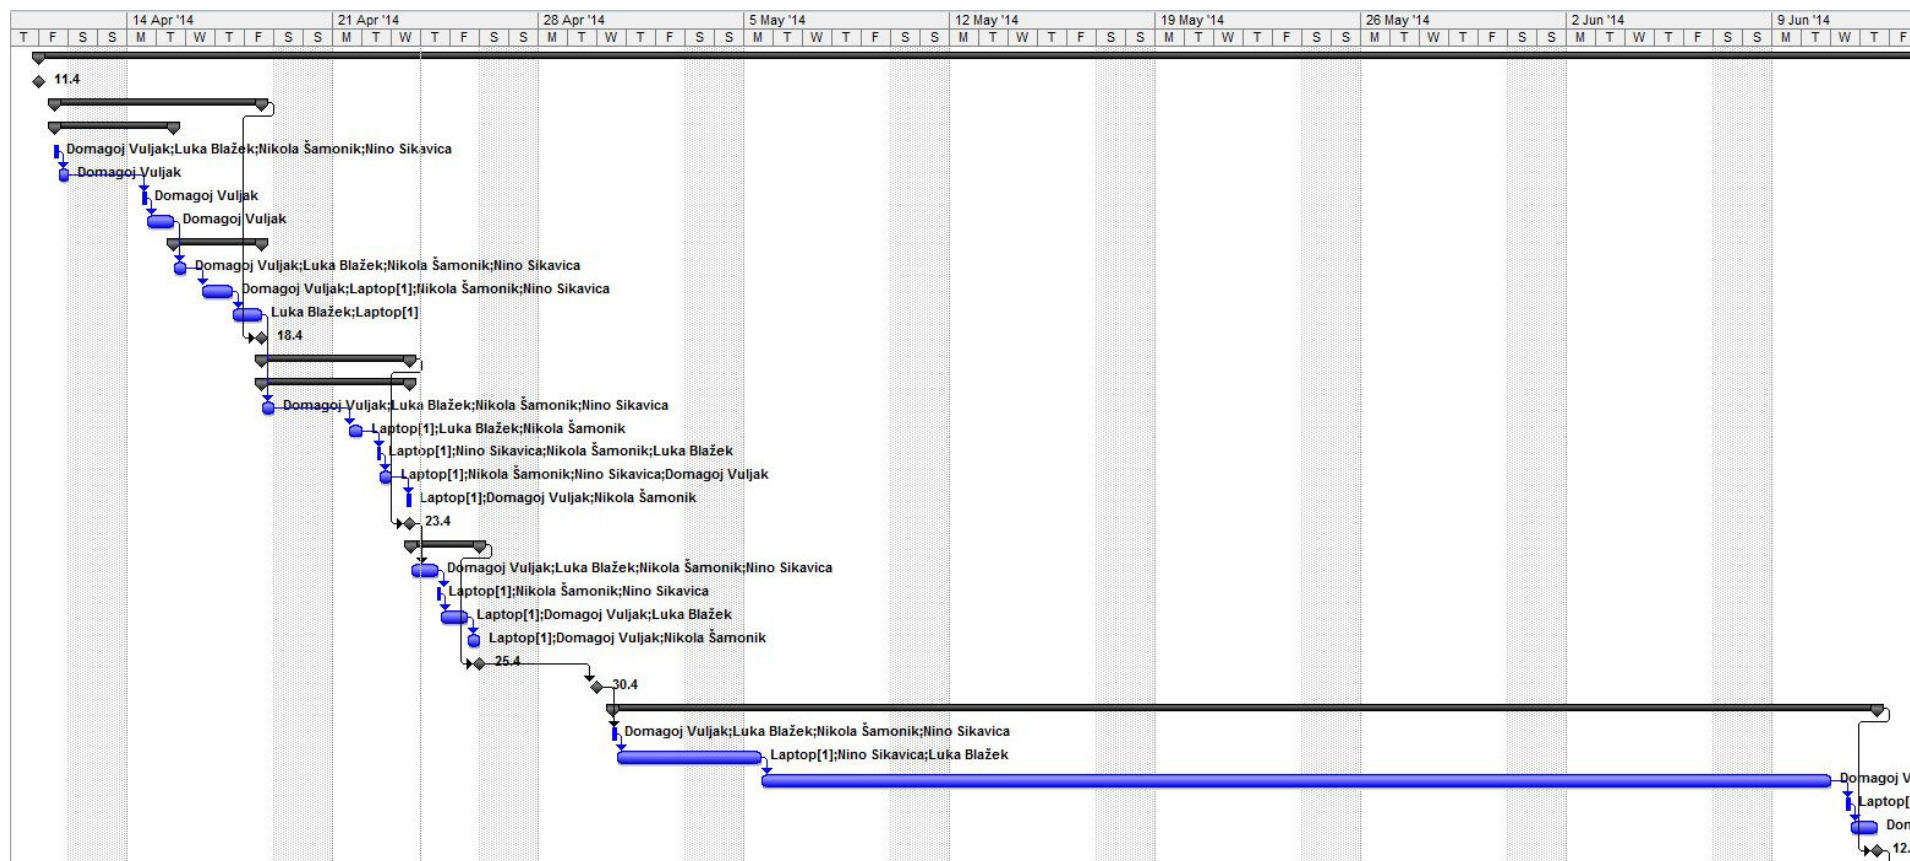 14 Apr '14 21 Apr '14 28 Apr '14 5 May '14 12 May '14 19 May '14 26 May '14 2 Jun '14 9 Jun '14
T F S S M T W T F S S M T W T F S S M T W T F S S M T W T F S S M T W T F S S M T W T F S S M T W T F S S M T W T F S S M T W T F
11.4
Domagoj Vuljak;Luka Blažek;Nikola Šamonik;Nino Sikavica
Domagoj Vuljak
Domagoj Vuljak
Domagoj Vuljak
Domagoj Vuljak;Luka Blažek;Nikola Šamonik;Nino Sikavica
Domagoj Vuljak;Laptop[1];Nikola Šamonik;Nino Sikavica
Luka Blažek;Laptop[1]
18.4
Domagoj Vuljak;Luka Blažek;Nikola Šamonik;Nino Sikavica
Laptop[1];Luka Blažek;Nikola Šamonik
Laptop[1];Nino Sikavica;Nikola Šamonik;Luka Blažek
Laptop[1];Nikola Šamonik;Nino Sikavica;Domagoj Vuljak
Laptop[1];Domagoj Vuljak;Nikola Šamonik
23.4
Domagoj Vuljak;Luka Blažek;Nikola Šamonik;Nino Sikavica
Laptop[1];Nikola Šamonik;Nino Sikavica
Laptop[1];Domagoj Vuljak;Luka Blažek
Laptop[1];Domagoj Vuljak;Nikola Šamonik
25.4
30.4
Domagoj Vuljak;Luka Blažek;Nikola Šamonik;Nino Sikavica
Laptop[1];Nino Sikavica;Luka Blažek
Domagoj V
Laptop[
Don
12.